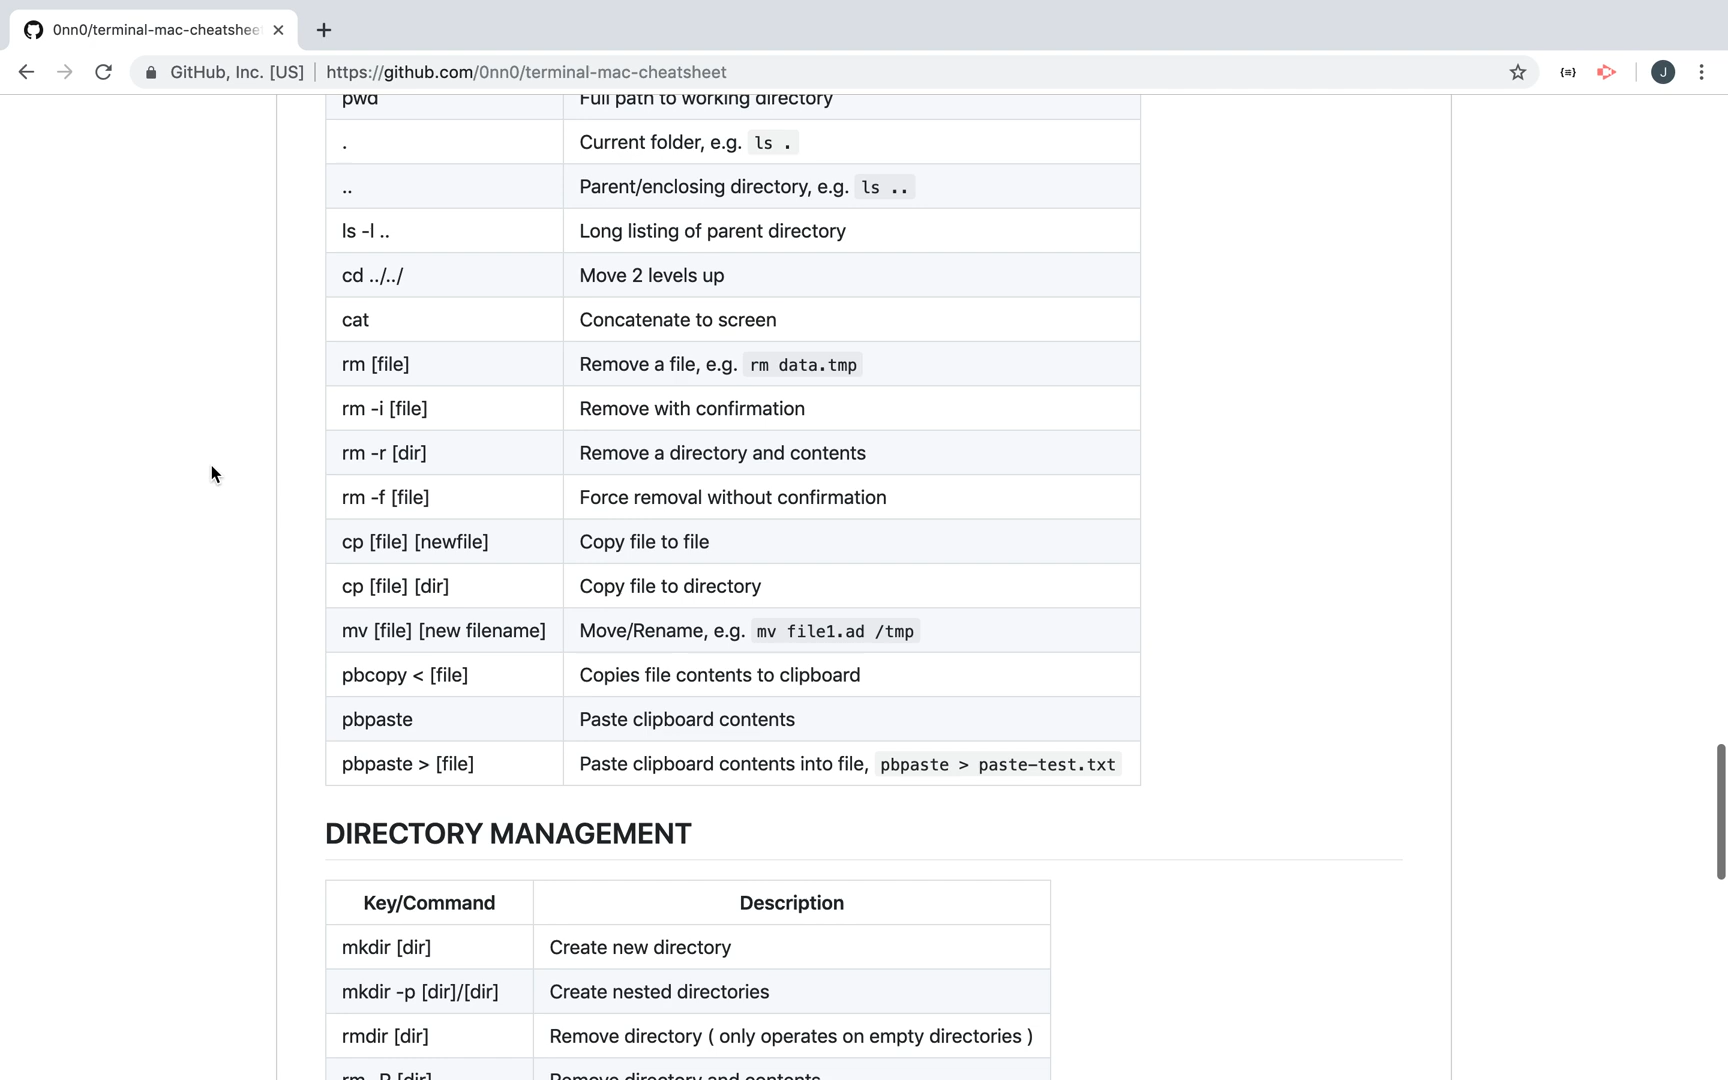 0nn0/terminal-mac-cheatshee
GitHub, Inc. [US] https://github.com/0nn0/terminal-mac-cheatsheet
J
pwd Full path to working directory
. Current folder, e.g. ls .
.. Parent/enclosing directory, e.g. ls ..
ls -l .. Long listing of parent directory
cd ../../ Move 2 levels up
cat Concatenate to screen
rm [file] Remove a file, e.g. rm data.tmp
rm -i [file] Remove with confirmation
rm -r [dir] Remove a directory and contents
rm -f [file] Force removal without confirmation
cp [file] [newfile] Copy file to file
cp [file] [dir] Copy file to directory
mv [file] [new filename] Move/Rename, e.g. mv file1.ad /tmp
pbcopy < [file] Copies file contents to clipboard
pbpaste Paste clipboard contents
pbpaste > [file] Paste clipboard contents into file, pbpaste > paste-test.txt
DIRECTORY MANAGEMENT
Key/Command Description
mkdir [dir] Create new directory
mkdir -p [dir]/[dir] Create nested directories
rmdir [dir] Remove directory ( only operates on empty directories )
rm -R [dir] Remove directory and contents